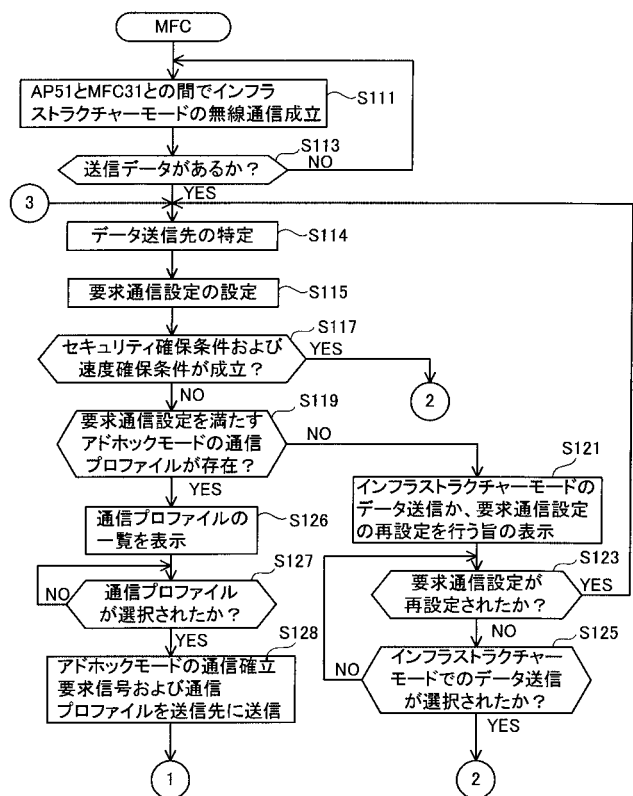 MFC
AP51とMFC31との間でインフラ
ストラクチャーモードの無線通信成立
S111
S113
送信データがあるか？
NO
YES
3
データ送信先の特定
S114
要求通信設定の設定
S115
S117
セキュリティ確保条件および
速度確保条件が成立？
YES
2
NO
S119
要求通信設定を満たす
アドホックモードの通信
プロファイルが存在？
NO
YES
S121
インフラストラクチャーモードの
データ送信か、要求通信設定
の再設定を行う旨の表示
通信プロファイルの
一覧を表示
S126
S123
要求通信設定が
再設定されたか？
YES
NO
S127
通信プロファイル
が選択されたか？
NO
YES
S125
インフラストラクチャー
モードでのデータ送信
が選択されたか？
NO
YES
S128
アドホックモードの通信確立
要求信号および通信
プロファイルを送信先に送信
1
2